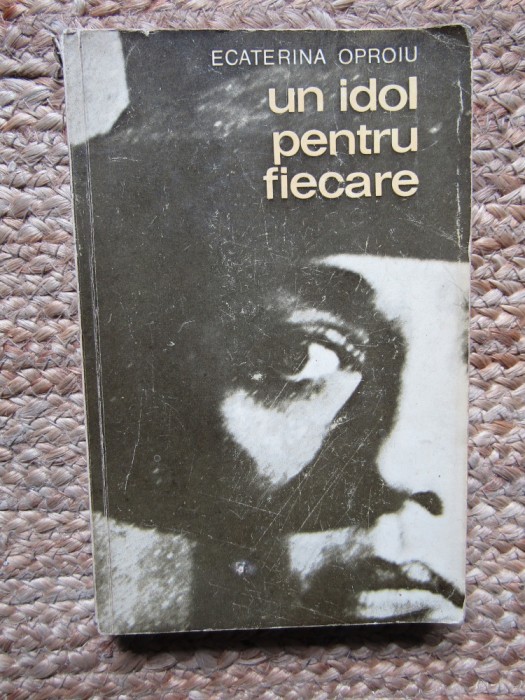 ECATERINA OPROIU
un idol
pentru
fiecare